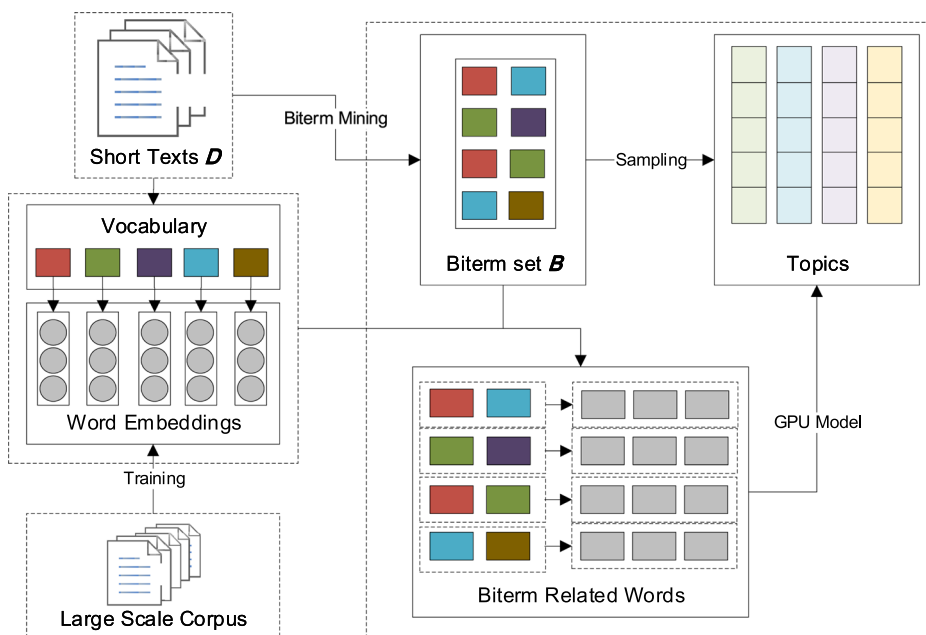 Short Texts D
Biterm Mining
Biterm set B
Sampling
Topics
Vocabulary
Word Embeddings
Training
Large Scale Corpus
Biterm Related Words
GPU Model